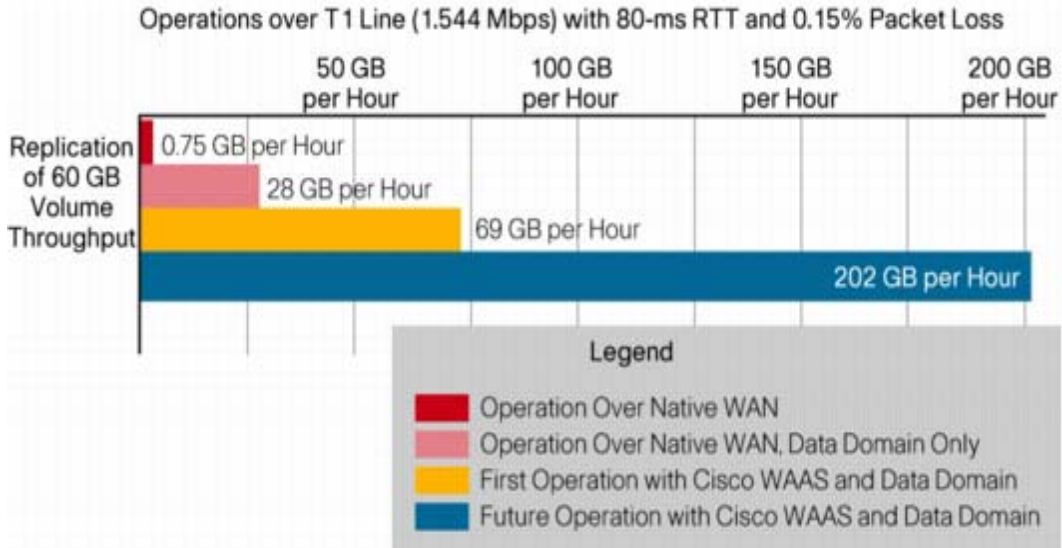 Operations over T1 Line (1.544 Mbps) with 80-ms RTT and 0.15% Packet Loss
50 GB per Hour
100 GB per Hour
150 GB per Hour
200 GB per Hour
Replication
of 60 GB
Volume
Throughput
0.75 GB per Hour
28 GB per Hour
69 GB per Hour
202 GB per Hour
Legend
Operation Over Native WAN
Operation Over Native WAN, Data Domain Only
First Operation with Cisco WAAS and Data Domain
Future Operation with Cisco WAAS and Data Domain